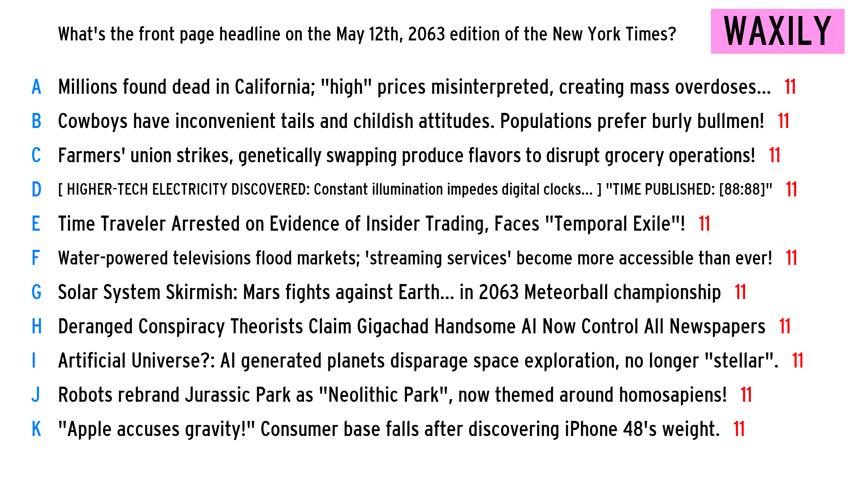 What's the front page headline on the May 12th, 2063 edition of the New York Times?
WAXILY
A Millions found dead in California; "high" prices misinterpreted, creating mass overdoses... 11
B Cowboys have inconvenient tails and childish attitudes. Populations prefer burly bullmen! 11
C Farmers' union strikes, genetically swapping produce flavors to disrupt grocery operations! 11
D [ HIGHER-TECH ELECTRICITY DISCOVERED: Constant illumination impedes digital clocks... ] "TIME PUBLISHED: [88:88]" 11
E Time Traveler Arrested on Evidence of Insider Trading, Faces "Temporal Exile"! 11
F Water-powered televisions flood markets; 'streaming services' become more accessible than ever! 11
G Solar System Skirmish: Mars fights against Earth... in 2063 Meteorball championship 11
H Deranged Conspiracy Theorists Claim Gigachad Handsome AI Now Control All Newspapers 11
I Artificial Universe?: AI generated planets disparage space exploration, no longer "stellar". 11
J Robots rebrand Jurassic Park as "Neolithic Park", now themed around homosapiens! 11
K "Apple accuses gravity!" Consumer base falls after discovering iPhone 48's weight. 11